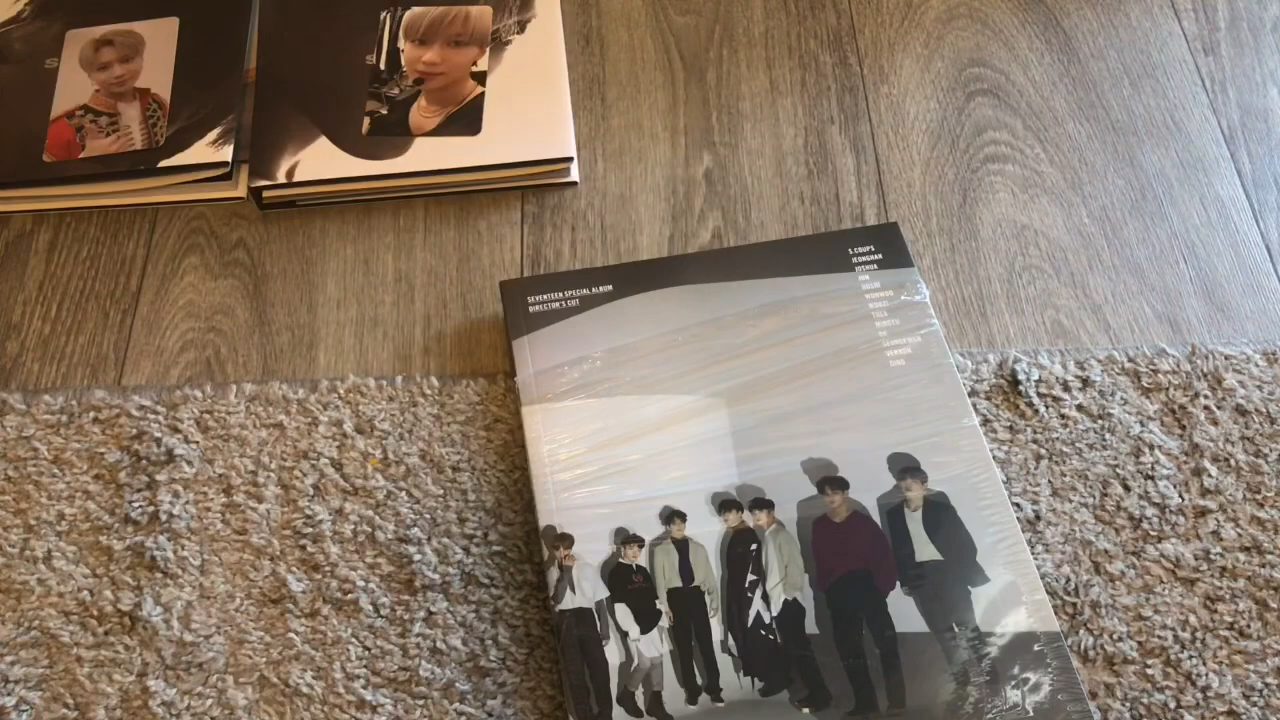 SEVENTEEN SPECIAL ALBUM
DIRECTOR'S CUT
S.COUPS
JEONGHAN
JOSHUA
JUN
HOSHI
WONWOO
WOOZI
THE8
MINGYU
DK
SEUNGKWAN
VERNON
DINO